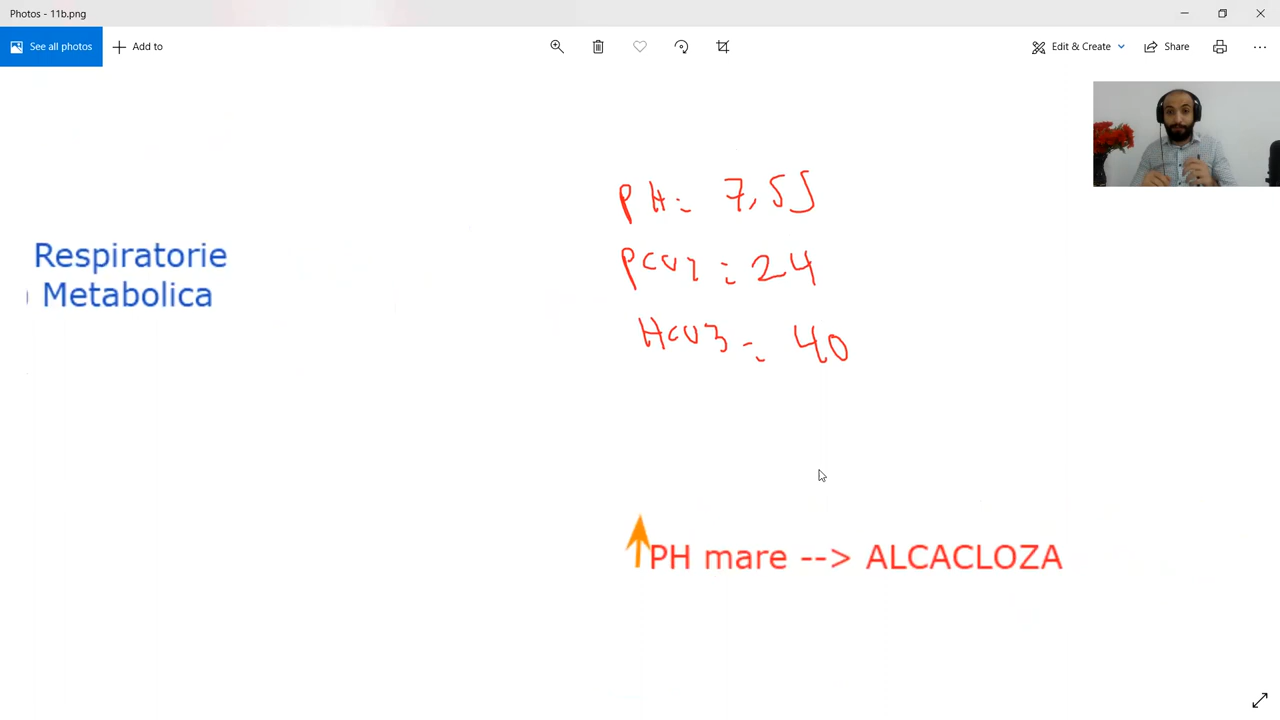 Photos - 11b.png
See all photos
Add to
Edit & Create
Share
PH = 7,55
Respiratorie
PCO2 = 24
Metabolica
HCO3 = 40
PH mare --> ALCACLOZA